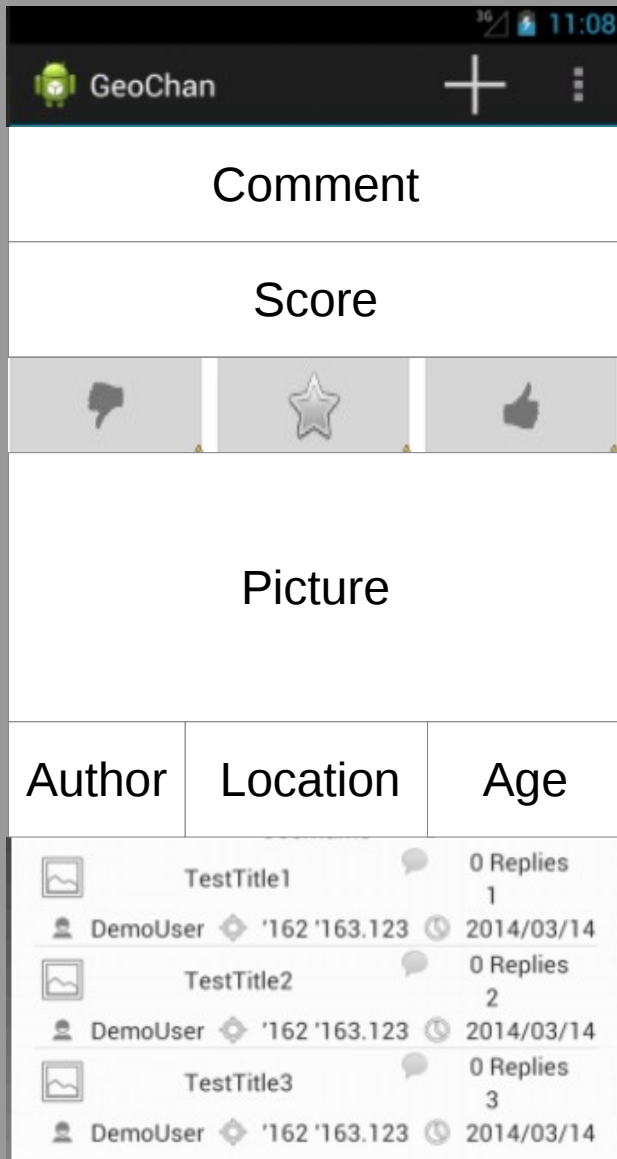 3G 11:08
GeoChan
Comment
Score
Picture
Author Location Age
TestTitle1 0 Replies
1
DemoUser '162 '163.123 2014/03/14
TestTitle2 0 Replies
2
DemoUser '162 '163.123 2014/03/14
TestTitle3 0 Replies
3
DemoUser '162 '163.123 2014/03/14